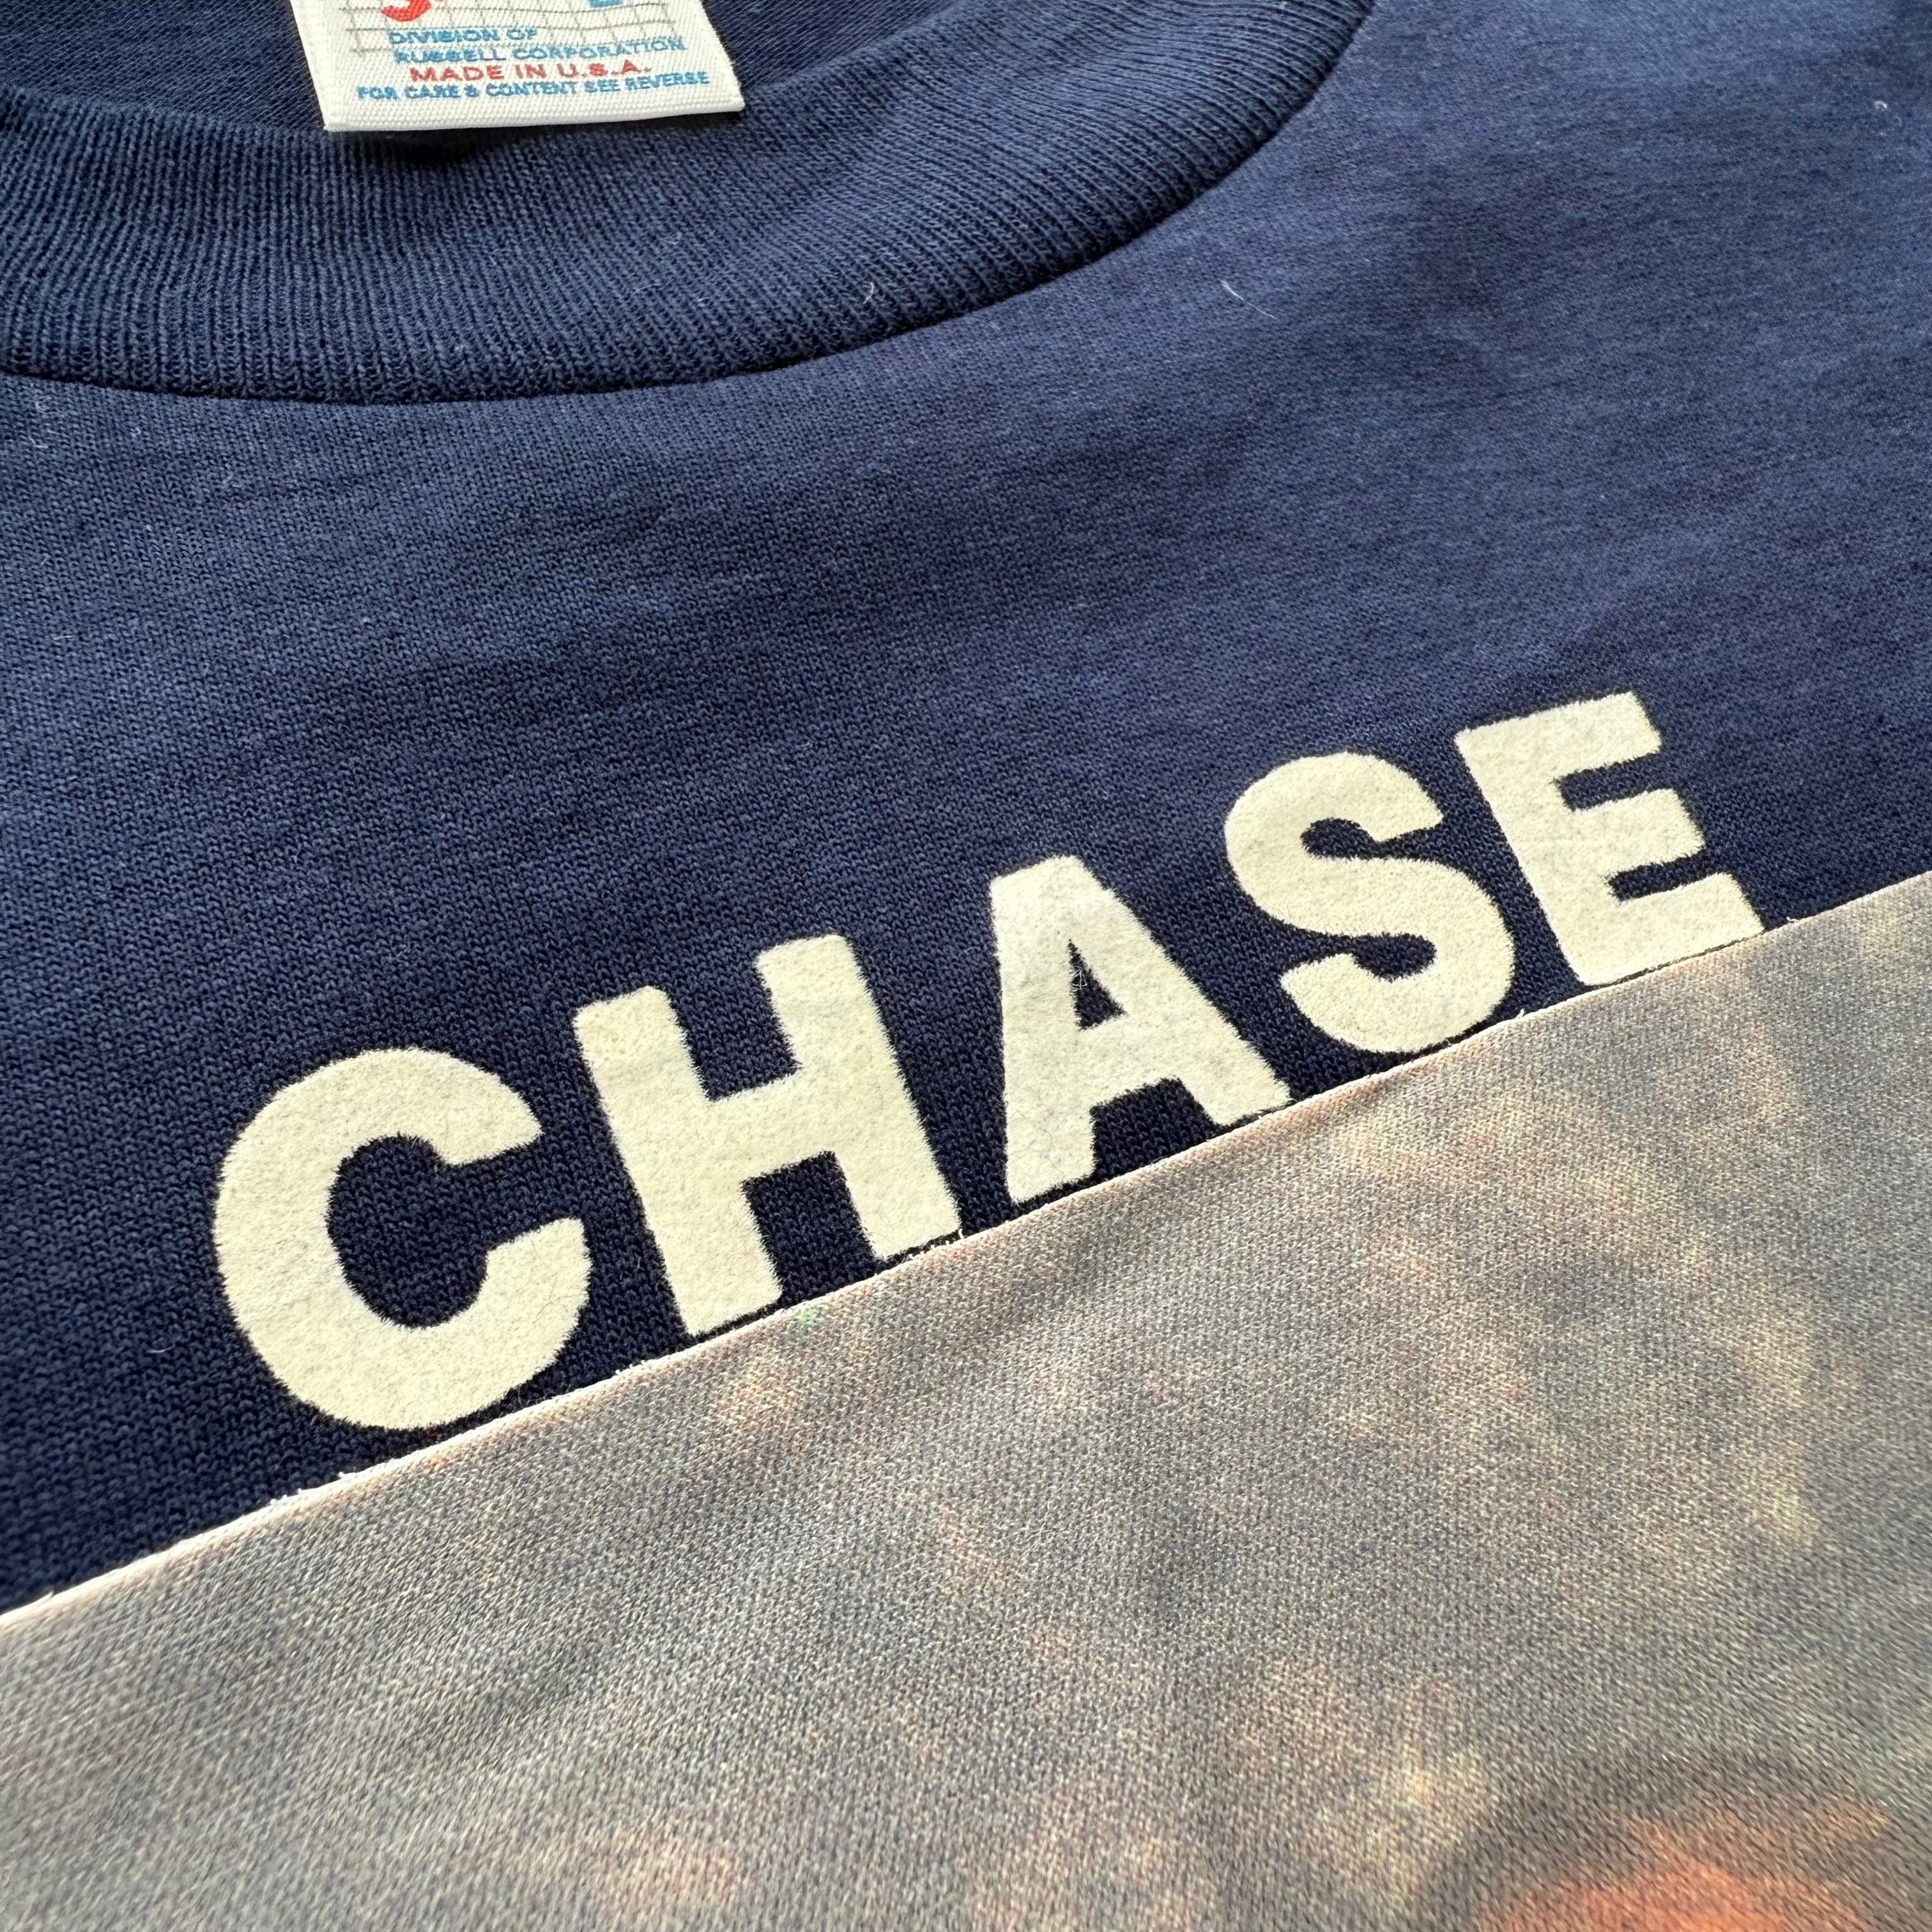 DIVISION OF
RUSSELL CORPORATION
MADE IN U.S.A.
FOR CARE & CONTENT SEE REVERSE
CHASE